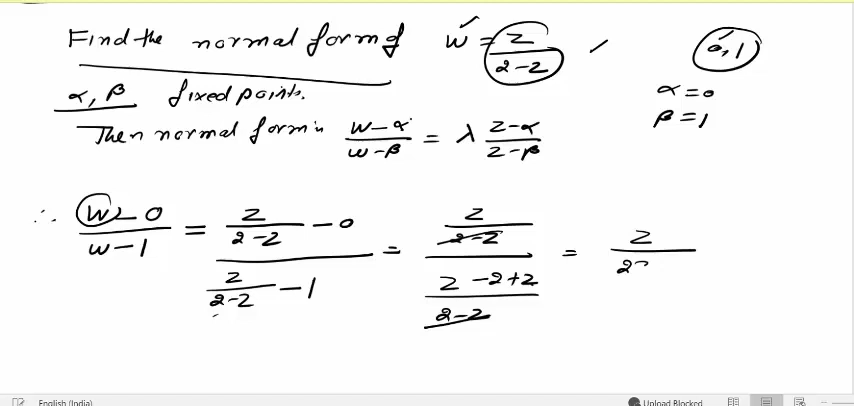 Find the normal form of w = z/(2-z) 0,1
α, β fixed points. α=0
β=1
Then normal form is (w-α)/(w-β) = λ (z-α)/(z-β)
∴ (w-0)/(w-1) = (z/(2-z) - 0)/(z/(2-z) - 1) = (z/(2-z))/((z-2+z)/(2-z)) = z/2z
English (India) Upload Blocked